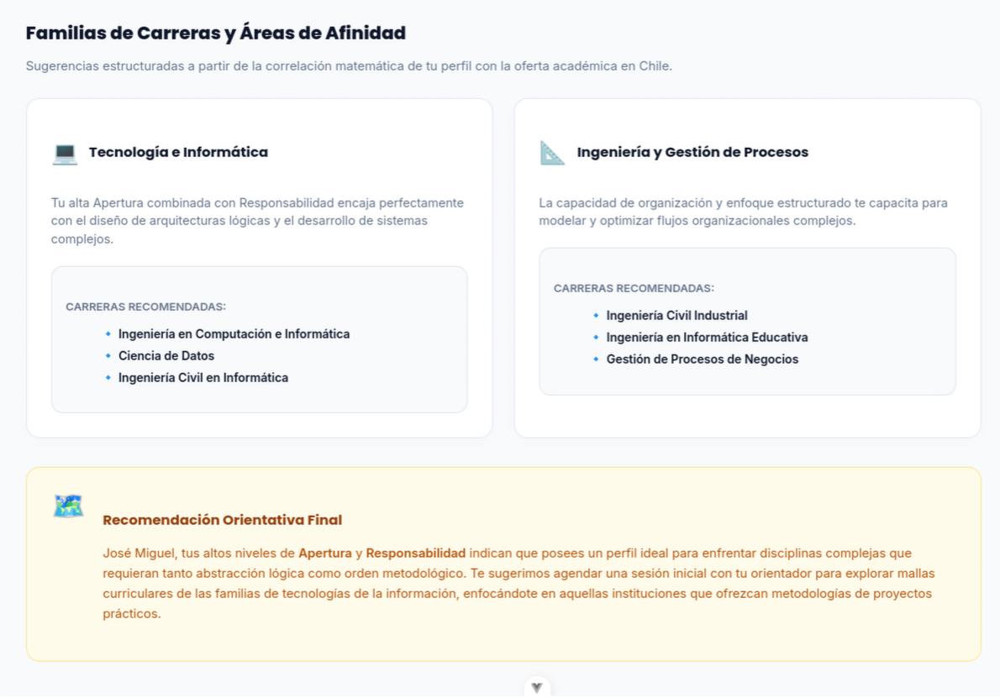 Familias de Carreras y Áreas de Afinidad
Sugerencias estructuradas a partir de la correlación matemática de tu perfil con la oferta académica en Chile.
Tecnología e Informática
Tu alta Apertura combinada con Responsabilidad encaja perfectamente
con el diseño de arquitecturas lógicas y el desarrollo de sistemas
complejos.
CARRERAS RECOMENDADAS:
Ingeniería en Computación e Informática
Ciencia de Datos
Ingeniería Civil en Informática
Ingeniería y Gestión de Procesos
La capacidad de organización y enfoque estructurado te capacita para
modelar y optimizar flujos organizacionales complejos.
CARRERAS RECOMENDADAS:
Ingeniería Civil Industrial
Ingeniería en Informática Educativa
Gestión de Procesos de Negocios
Recomendación Orientativa Final
José Miguel, tus altos niveles de Apertura y Responsabilidad indican que posees un perfil ideal para enfrentar disciplinas complejas que
requieran tanto abstracción lógica como orden metodológico. Te sugerimos agendar una sesión inicial con tu orientador para explorar mallas
curriculares de las familias de tecnologías de la información, enfocándote en aquellas instituciones que ofrezcan metodologías de proyectos
prácticos.